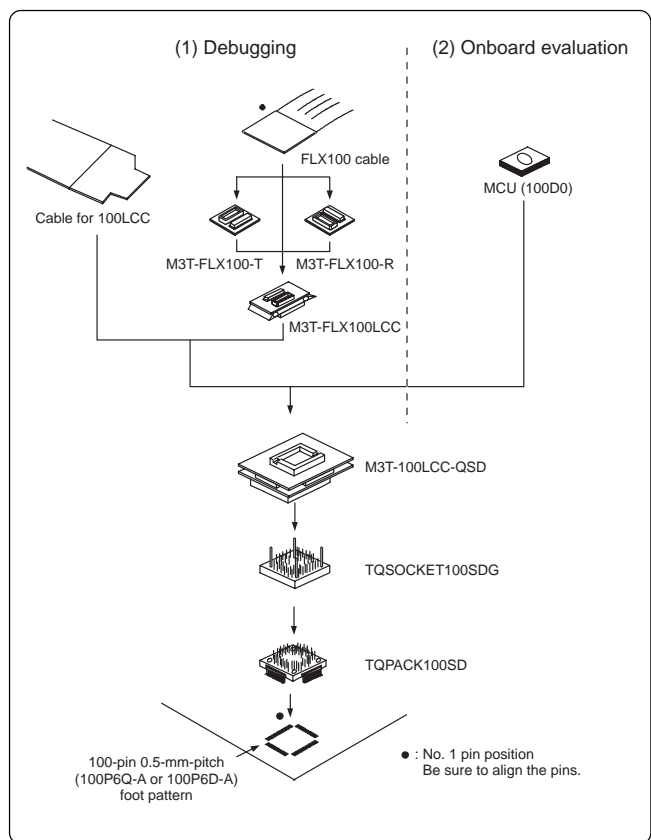 (1) Debugging
(2) Onboard evaluation
FLX100 cable
MCU (100D0)
Cable for 100LCC
M3T-FLX100-T
M3T-FLX100-R
M3T-FLX100LCC
M3T-100LCC-QSD
TQSOCKET100SDG
TQPACK100SD
100-pin 0.5-mm-pitch
(100P6Q-A or 100P6D-A)
foot pattern
● : No. 1 pin position
Be sure to align the pins.